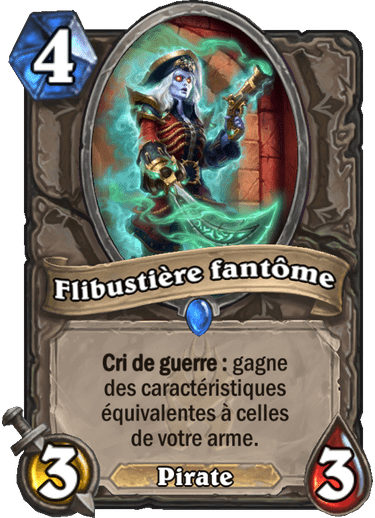 4
Flibustière fantôme
Cri de guerre : gagne
des caractéristiques
équivalentes à celles
de votre arme.
3
Pirate
3